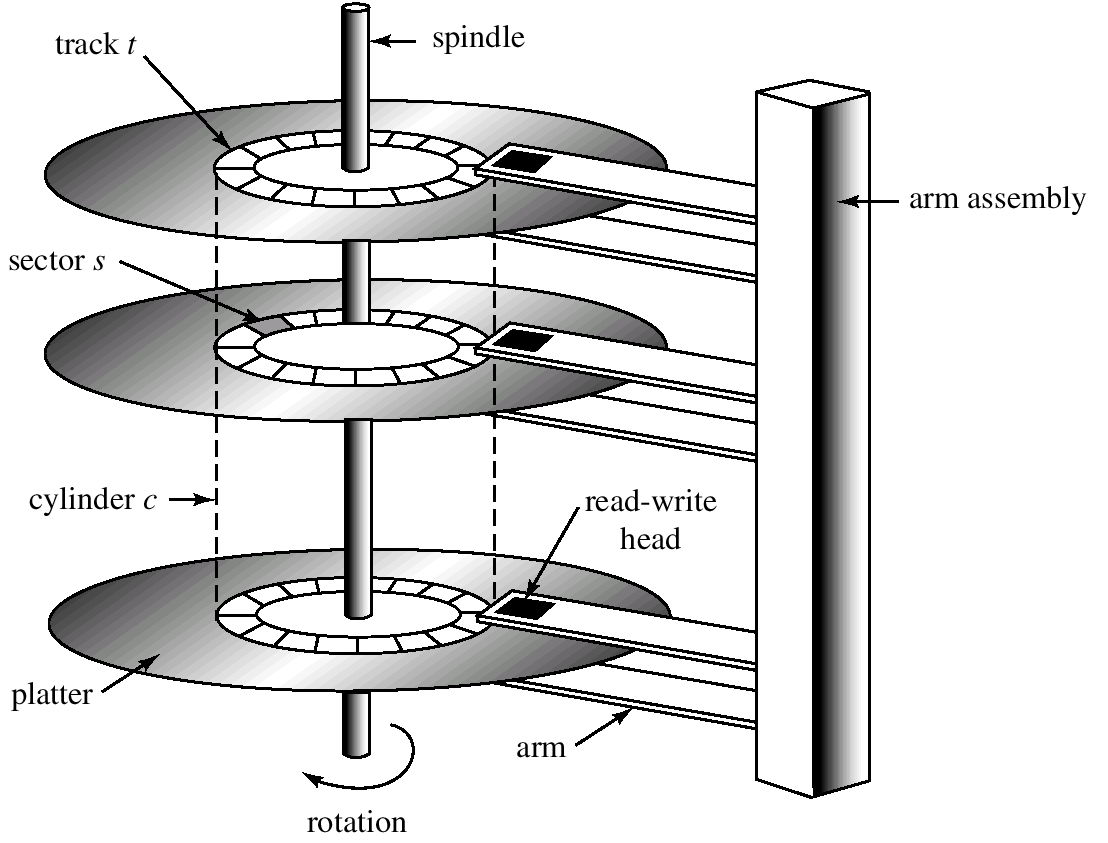 track t
spindle
arm assembly
sector s
cylinder c
read-write
head
platter
arm
rotation